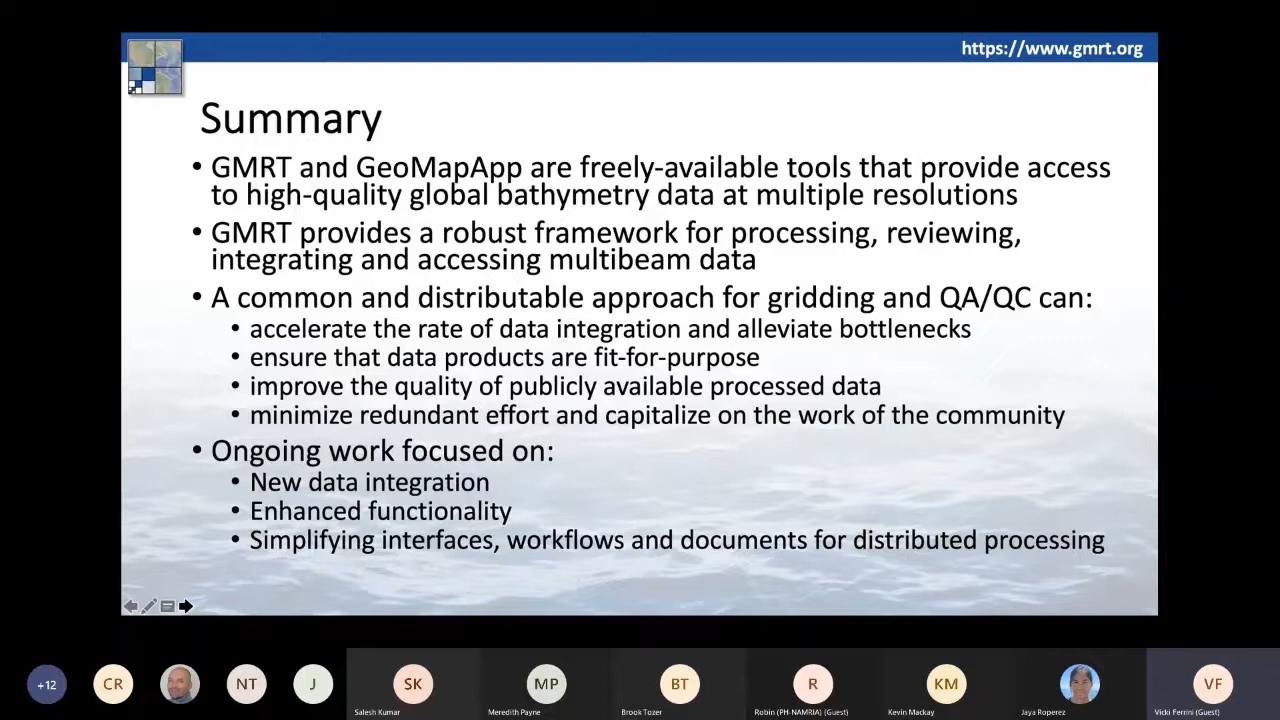 https://www.gmrt.org
Summary
• GMRT and GeoMapApp are freely-available tools that provide access
to high-quality global bathymetry data at multiple resolutions
• GMRT provides a robust framework for processing, reviewing,
integrating and accessing multibeam data
• A common and distributable approach for gridding and QA/QC can:
• accelerate the rate of data integration and alleviate bottlenecks
• ensure that data products are fit-for-purpose
• improve the quality of publicly available processed data
• minimize redundant effort and capitalize on the work of the community
• Ongoing work focused on:
• New data integration
• Enhanced functionality
• Simplifying interfaces, workflows and documents for distributed processing
+12 CR NT J SK MP BT R KM VF
Salesh Kumar Meredith Payne Brook Tozer Robin (PH-NAMRIA) (Guest) Kevin Mackay Jaya Roperez Vicki Ferrini (Guest)